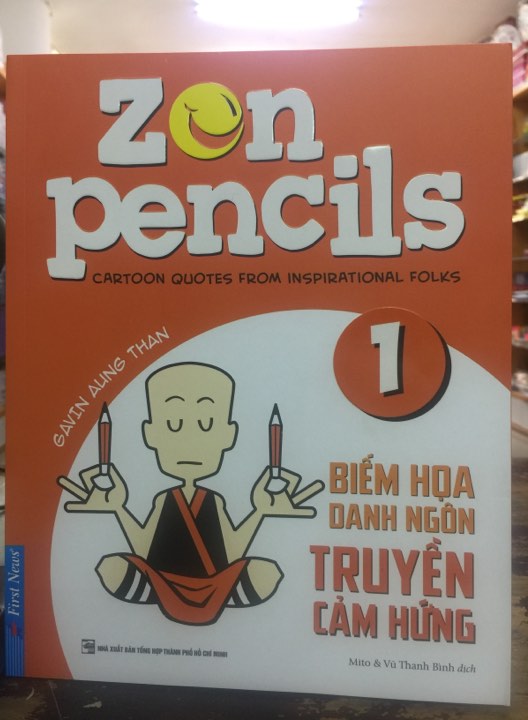 zen
pencils
CARTOON QUOTES FROM INSPIRATIONAL FOLKS
1
GAVIN AUNG THAN
BIẾM HỌA
DANH NGÔN
TRUYỀN
CẢM HỨNG
Mito & Vũ Thanh Bình dịch
First News
NHÀ XUẤT BẢN TỔNG HỢP THÀNH PHỐ HỒ CHÍ MINH